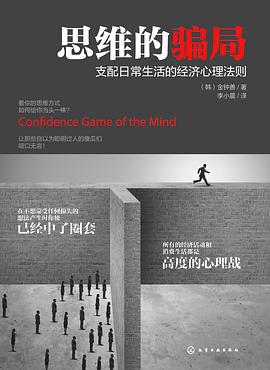 思维的骗局
支配日常生活的经济心理法则
（韩）金钟善／著
李小晨／译
看你的思维方式
如何给你当头一棒？
Confidence Game of the Mind
让那些自以为聪明过人的傻瓜们
哑口无言！
在不想蒙受任何损失的
想法产生时你便
已经中了圈套
所有的经济活动和
消费生活都是
高度的心理战
化学工业出版社